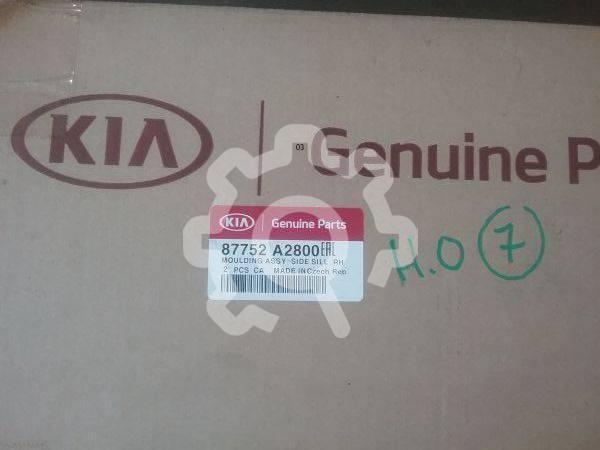 KIA
03
Genuine P
KIA Genuine Parts
87752 A2800 EAC
MOULDING ASSY-SIDE SILL RH
2 PCS CA MADE IN Czech Rep
H.O 7